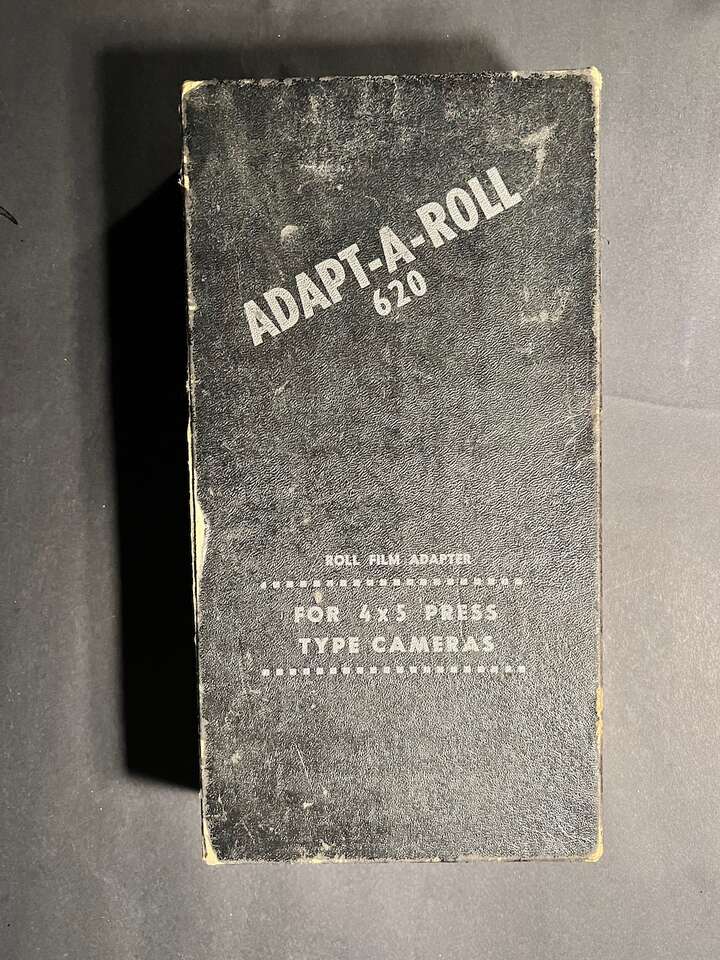 ADAPT-A-ROLL
620
ROLL FILM ADAPTER
FOR 4x5 PRESS
TYPE CAMERAS